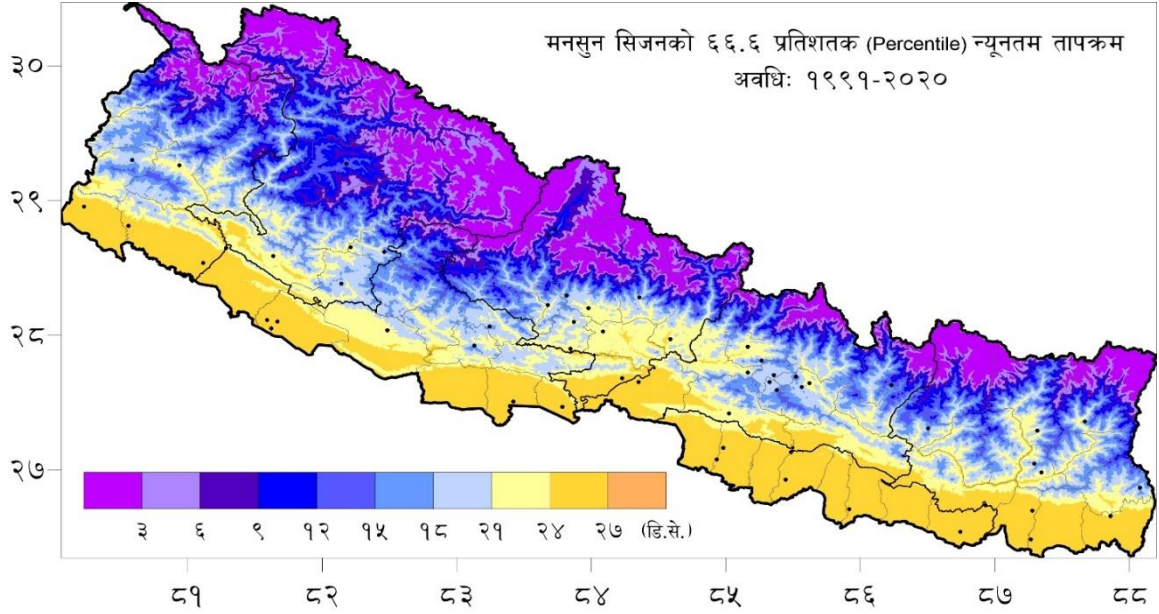 मनसुन सिजनको ६६.६ प्रतिशतक (Percentile) न्यूनतम तापक्रम
अवधिः १९९१-२०२०
३०
२९
२८
२७
३ ६ ९ १२ १५ १८ २१ २४ २७ (डि.से.)
८१ ८२ ८३ ८४ ८५ ८६ ८७ ८८